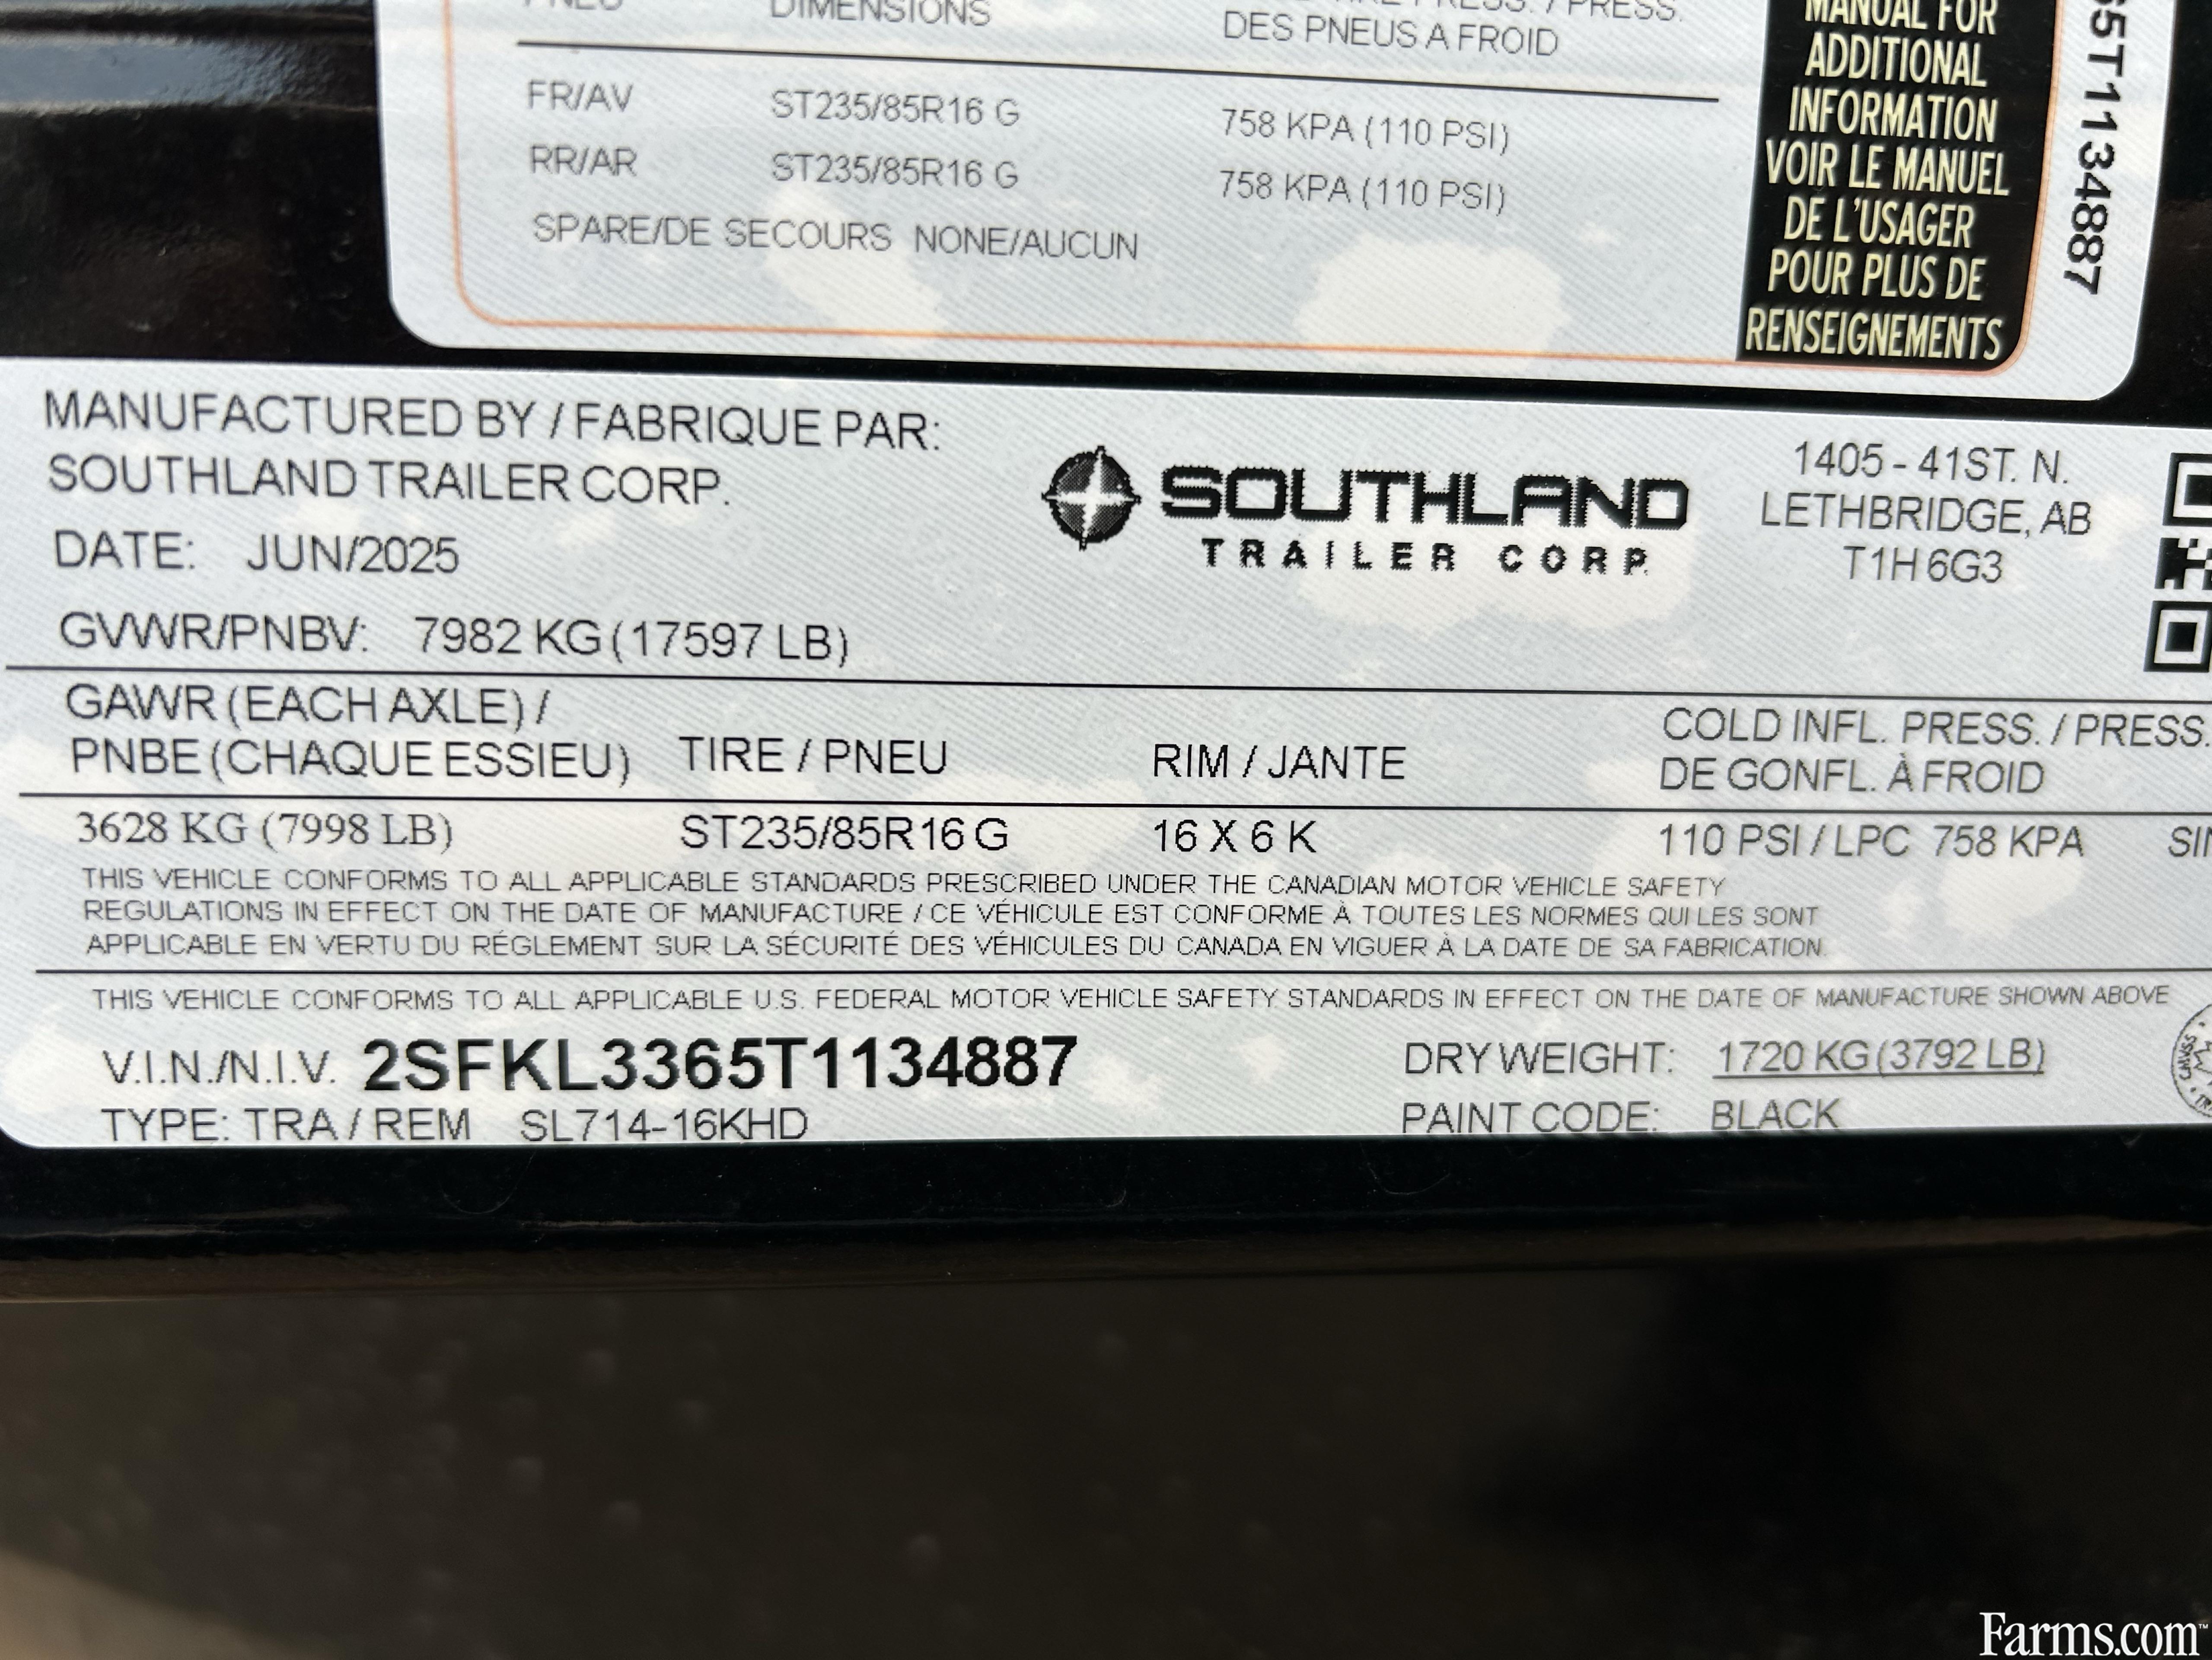 DIMENSIONS
DES PNEUS A FROID
FR/AV ST235/85R16 G 758 KPA (110 PSI)
RR/AR ST235/85R16 G 758 KPA (110 PSI)
SPARE/DE SECOURS NONE/AUCUN
MANUAL FOR
ADDITIONAL
INFORMATION
VOIR LE MANUEL
DE L'USAGER
POUR PLUS DE
RENSEIGNEMENTS
65T1134887
MANUFACTURED BY / FABRIQUE PAR:
SOUTHLAND TRAILER CORP.
DATE: JUN/2025
GVWR/PNBV: 7982 KG (17597 LB)
SOUTHLAND
TRAILER CORP.
1405 - 41ST. N.
LETHBRIDGE, AB
T1H 6G3
GAWR (EACH AXLE) /
PNBE (CHAQUE ESSIEU) TIRE / PNEU RIM / JANTE
COLD INFL. PRESS. / PRESS.
DE GONFL. À FROID
3628 KG (7998 LB) ST235/85R16 G 16 X 6 K 110 PSI / LPC 758 KPA
THIS VEHICLE CONFORMS TO ALL APPLICABLE STANDARDS PRESCRIBED UNDER THE CANADIAN MOTOR VEHICLE SAFETY
REGULATIONS IN EFFECT ON THE DATE OF MANUFACTURE / CE VÉHICULE EST CONFORME À TOUTES LES NORMES QUI LES SONT
APPLICABLE EN VERTU DU RÉGLEMENT SUR LA SÉCURITÉ DES VÉHICULES DU CANADA EN VIGUER À LA DATE DE SA FABRICATION.
THIS VEHICLE CONFORMS TO ALL APPLICABLE U.S. FEDERAL MOTOR VEHICLE SAFETY STANDARDS IN EFFECT ON THE DATE OF MANUFACTURE SHOWN ABOVE
V.I.N./N.I.V. 2SFKL3365T1134887 DRY WEIGHT: 1720 KG (3792 LB)
TYPE: TRA / REM SL714-16KHD PAINT CODE: BLACK
Farms.com™